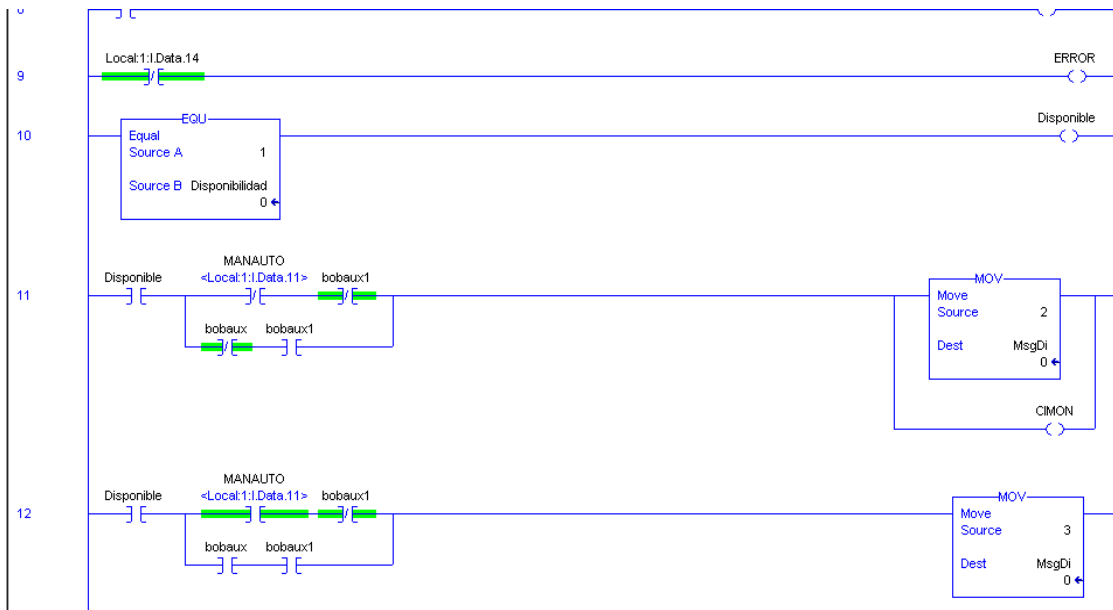 Local:1:I.Data.14
ERROR
9
EQU
Disponible
10
Equal
Source A 1
Source B Disponibilidad
0
MANAUTO
Disponible <Local:1:I.Data.11> bobaux1
MOV
11
Move
Source 2
bobaux bobaux1
Dest MsgDi
0
CIMON
MANAUTO
Disponible <Local:1:I.Data.11> bobaux1
MOV
12
Move
Source 3
bobaux bobaux1
Dest MsgDi
0